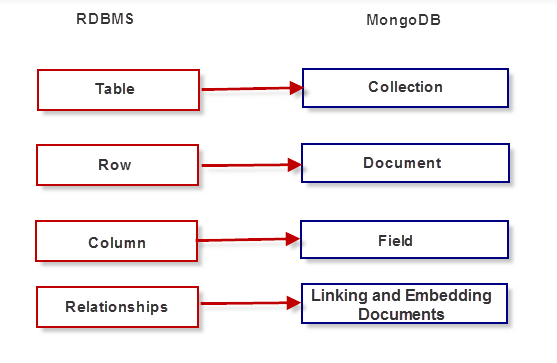 RDBMS
MongoDB
Table
Collection
Row
Document
Column
Field
Relationships
Linking and Embedding
Documents